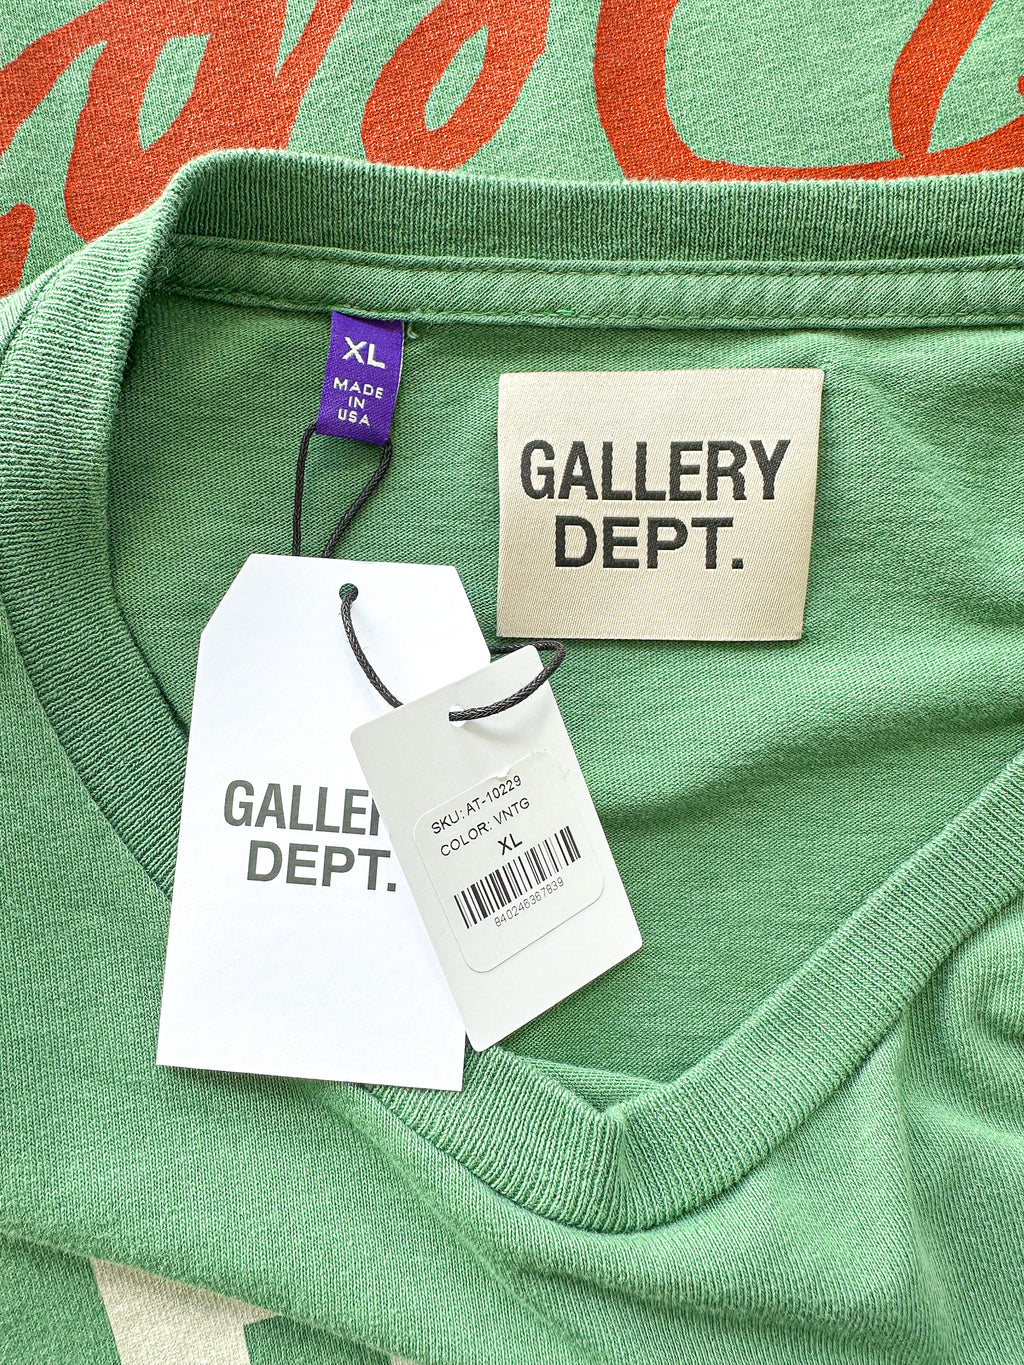 XL
MADE
IN
USA
GALLERY
DEPT.
GALLER
DEPT.
SKU: AT-10229
COLOR: VNTG
XL
840246367839